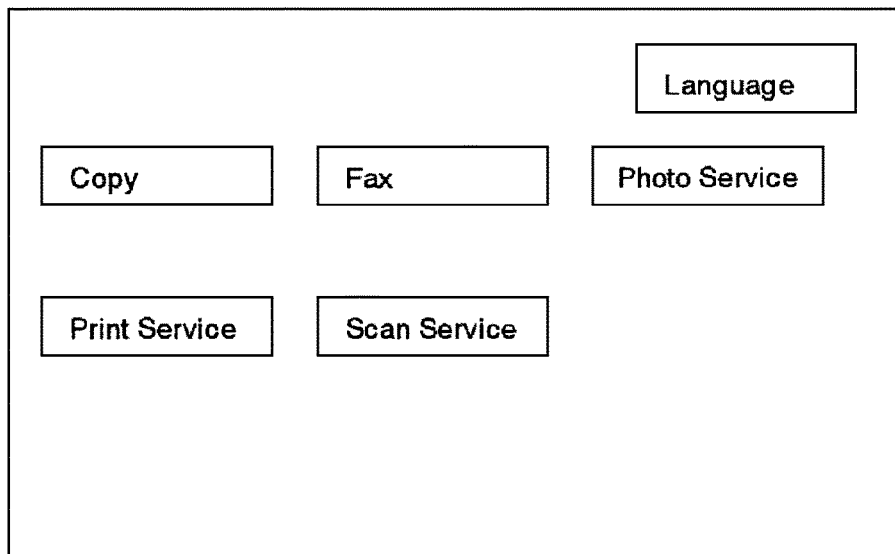 Language
Copy
Fax
Photo Service
Print Service
Scan Service